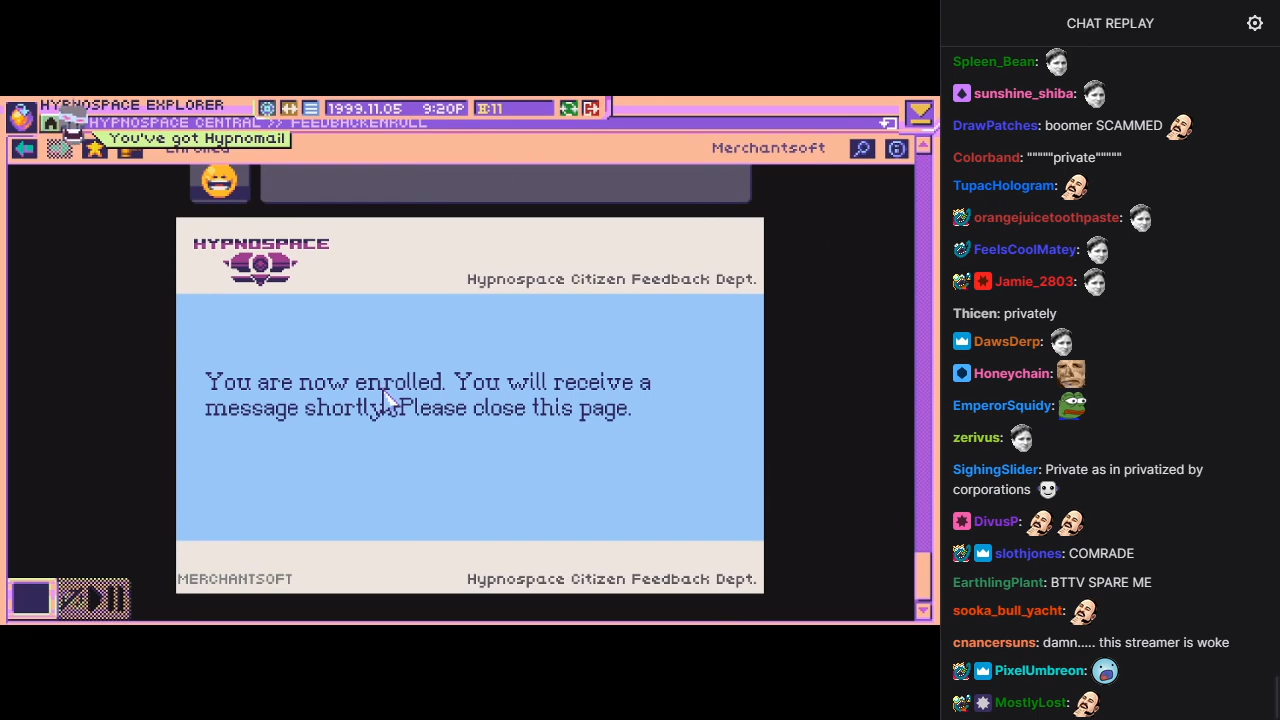 HYPNOSPACE EXPLORER
1999.11.05 9:20P
11
HYPNOSPACE CENTRAL >> FEEDBACKENROLL
You've got Hypnomail
Enrolled
Merchantsoft
HYPNOSPACE
Hypnospace Citizen Feedback Dept.
You are now enrolled. You will receive a
message shortly. Please close this page.
MERCHANTSOFT
Hypnospace Citizen Feedback Dept.
CHAT REPLAY
Spleen_Bean:
sunshine_shiba:
DrawPatches: boomer SCAMMED
Colorband: """""private"""""
TupacHologram:
orangejuicetoothpaste:
FeelsCoolMatey:
Jamie_2803:
Thicen: privately
DawsDerp:
Honeychain:
EmperorSquidy:
zerivus:
SighingSlider: Private as in privatized by
corporations
DivusP:
slothjones: COMRADE
EarthlingPlant: BTTV SPARE ME
sooka_bull_yacht:
cnancersuns: damn..... this streamer is woke
PixelUmbreon:
MostlyLost: